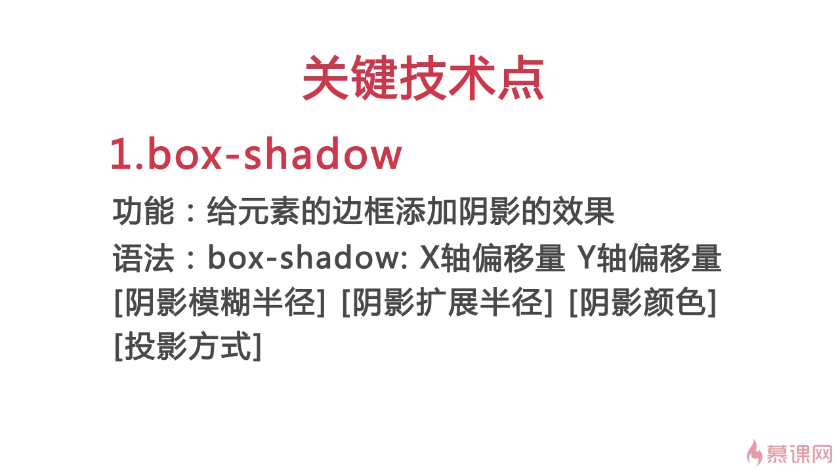 关键技术点
1.box-shadow
功能：给元素的边框添加阴影的效果
语法：box-shadow: X轴偏移量 Y轴偏移量
[阴影模糊半径] [阴影扩展半径] [阴影颜色]
[投影方式]
慕课网